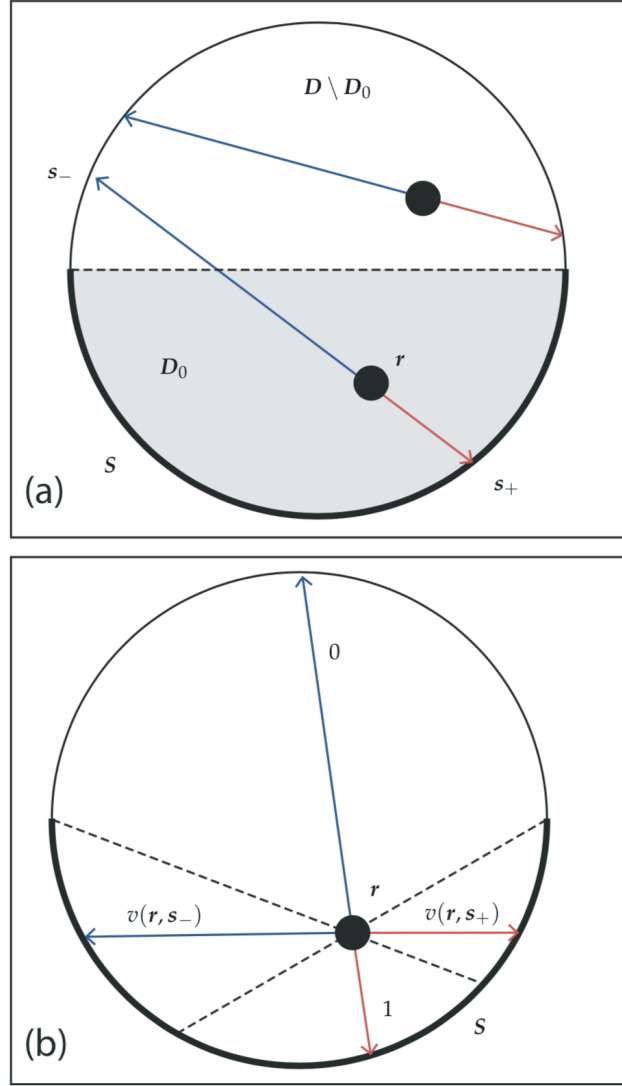 D \ D₀
s₋
r
D₀
S
s₊
(a)
0
r
v(r, s₋)
v(r, s₊)
1
S
(b)